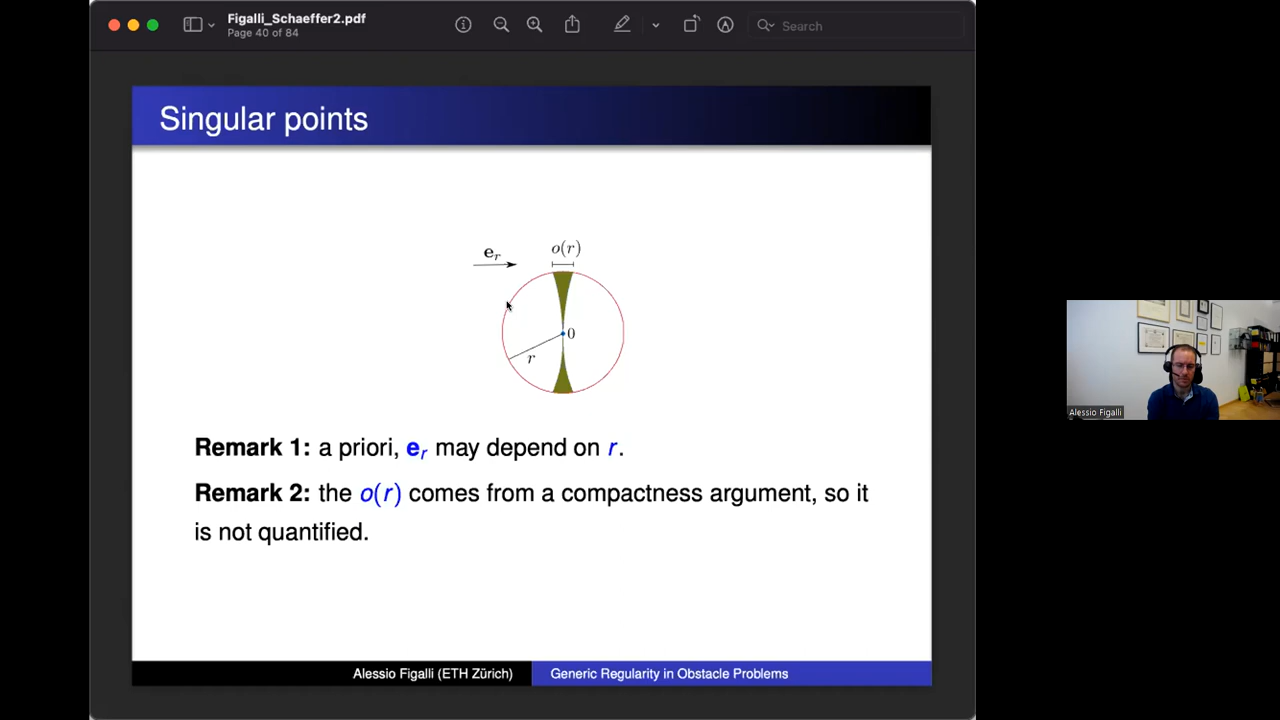 Figalli_Schaeffer2.pdf
Page 40 of 84
Search
Singular points
e_r
o(r)
0
r
Remark 1: a priori, e_r may depend on r.
Remark 2: the o(r) comes from a compactness argument, so it
is not quantified.
Alessio Figalli (ETH Zürich)
Generic Regularity in Obstacle Problems
Alessio Figalli